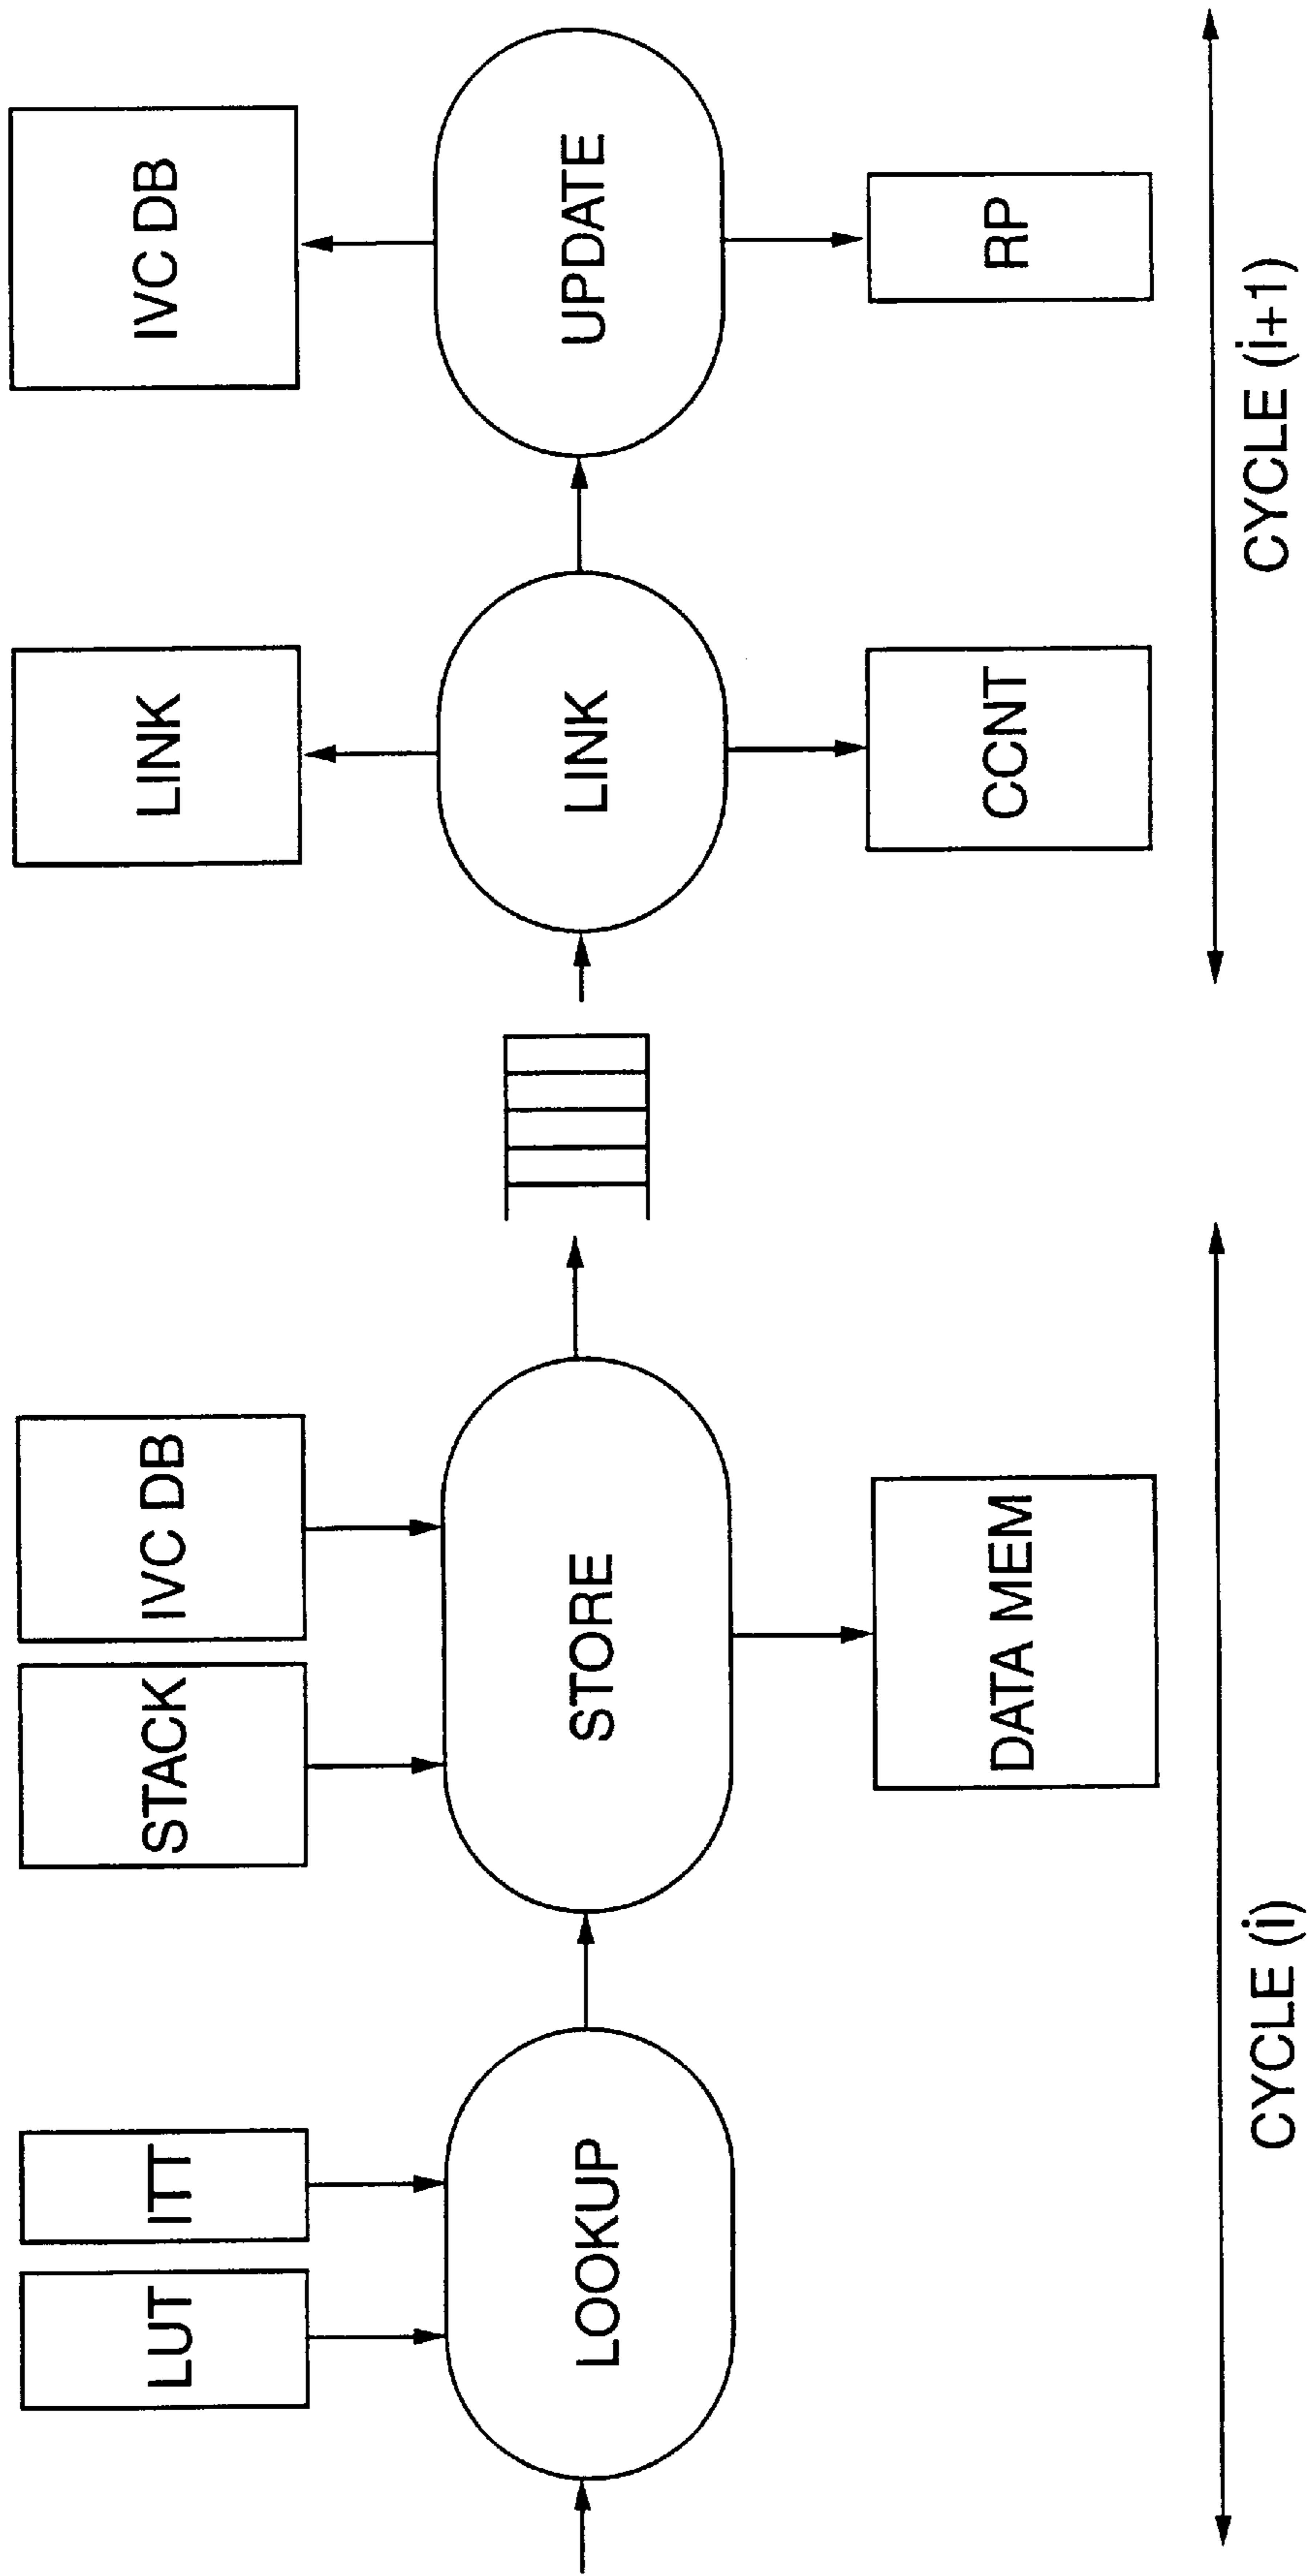 LUT
ITT
STACK
IVC DB
LINK
IVC DB
LOOKUP
STORE
LINK
UPDATE
DATA MEM
CCNT
RP
CYCLE (i)
CYCLE (i+1)